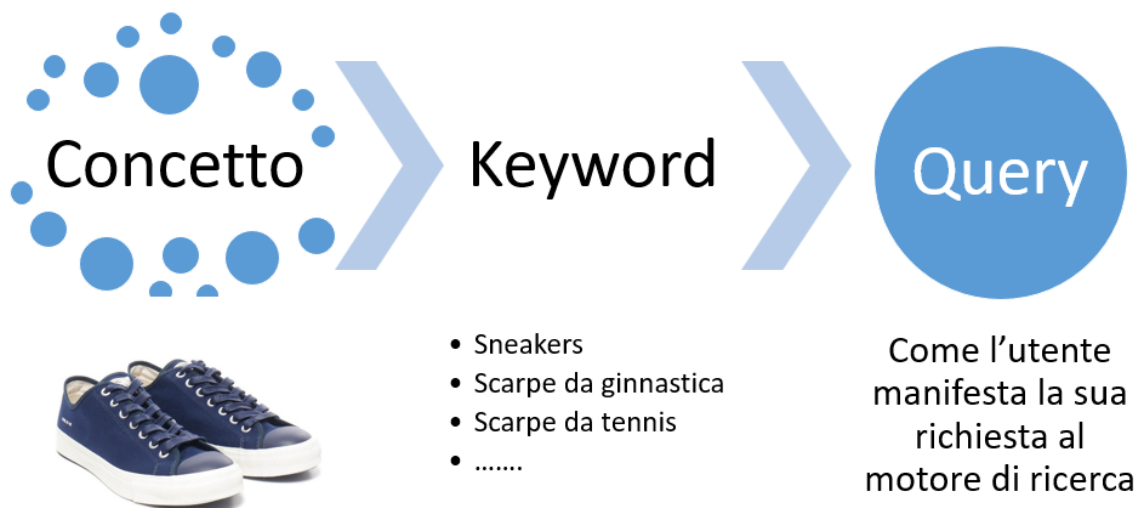 Concetto
Keyword
Query
• Sneakers
• Scarpe da ginnastica
• Scarpe da tennis
• …….
Come l’utente
manifesta la sua
richiesta al
motore di ricerca